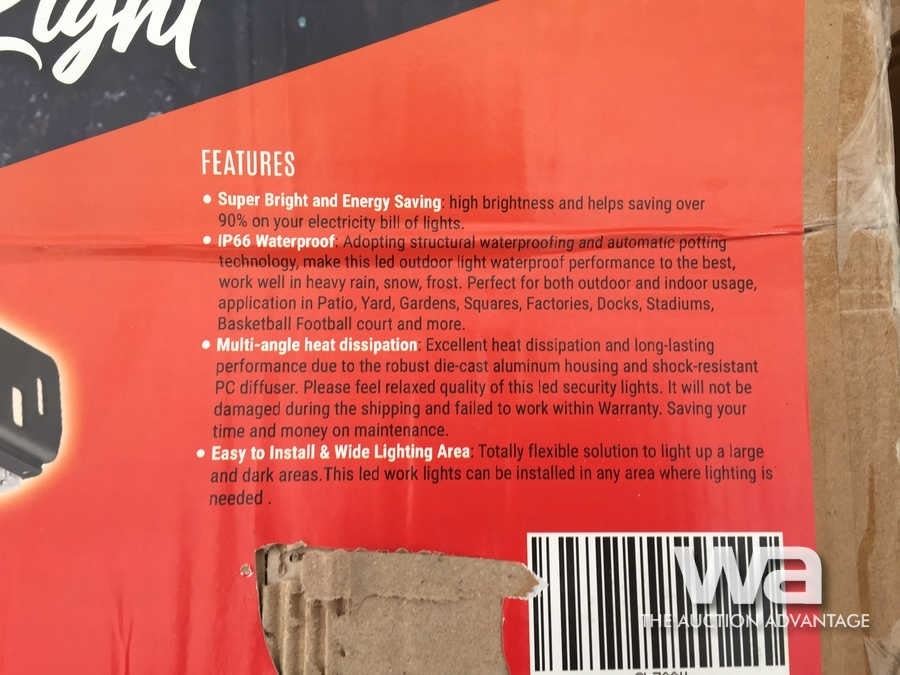 Light
FEATURES
• Super Bright and Energy Saving: high brightness and helps saving over
90% on your electricity bill of lights.
• IP66 Waterproof: Adopting structural waterproofing and automatic potting
technology, make this led outdoor light waterproof performance to the best,
work well in heavy rain, snow, frost. Perfect for both outdoor and indoor usage,
application in Patio, Yard, Gardens, Squares, Factories, Docks, Stadiums,
Basketball Football court and more.
• Multi-angle heat dissipation: Excellent heat dissipation and long-lasting
performance due to the robust die-cast aluminum housing and shock-resistant
PC diffuser. Please feel relaxed quality of this led security lights. It will not be
damaged during the shipping and failed to work within Warranty. Saving your
time and money on maintenance.
• Easy to Install & Wide Lighting Area: Totally flexible solution to light up a large
and dark areas.This led work lights can be installed in any area where lighting is
needed .
wa
THE AUCTION ADVANTAGE